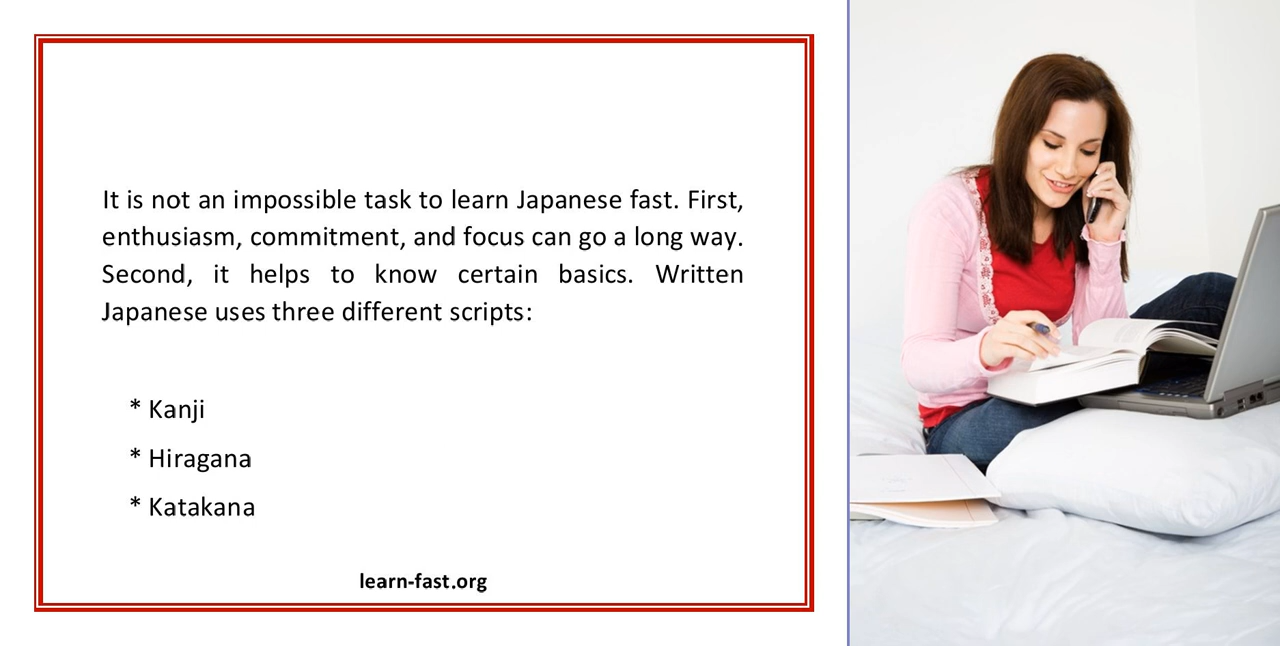 It is not an impossible task to learn Japanese fast. First,
enthusiasm, commitment, and focus can go a long way.
Second, it helps to know certain basics. Written
Japanese uses three different scripts:
* Kanji
* Hiragana
* Katakana
learn-fast.org